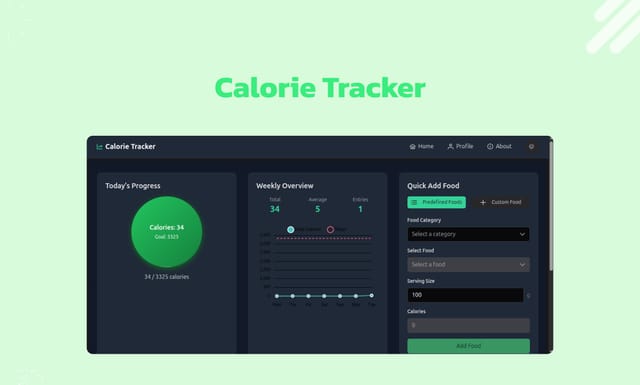 Calorie Tracker
Calorie Tracker
Home
Profile
About
Today's Progress
Calories: 34
Goal: 3325
34 / 3325 calories
Weekly Overview
Total
Average
Entries
34
5
1
Quick Add Food
Predefined Foods
Custom Food
Food Category
Select a category
Select Food
Select a food
Serving Size
100
g
Calories
0
Add Food